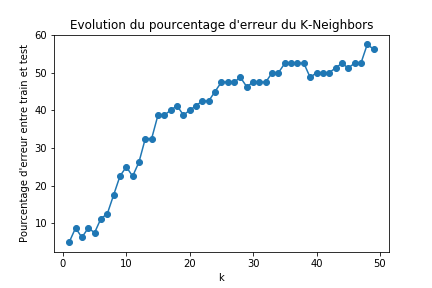 Evolution du pourcentage d'erreur du K-Neighbors
Pourcentage d'erreur entre train et test
60
50
40
30
20
10
0 10 20 30 40 50
k